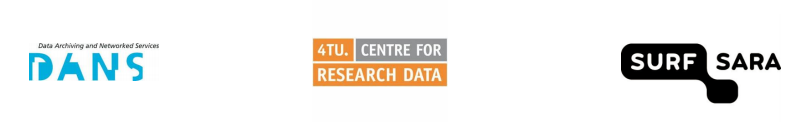 Data Archiving and Networked Services
DANS
4TU. CENTRE FOR
RESEARCH DATA
SURF SARA